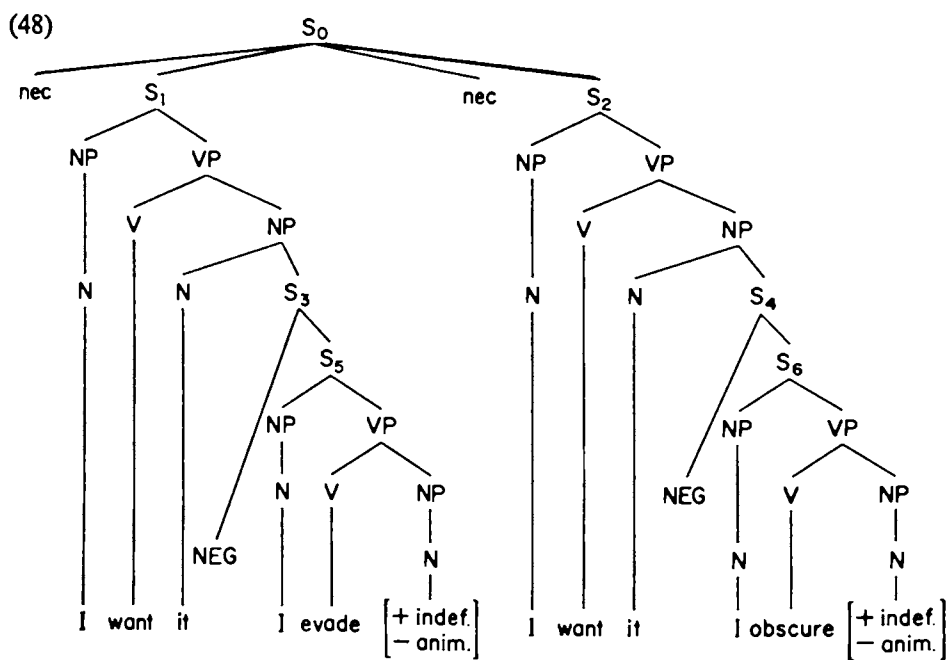 (48)
S0
nec S1 nec S2
NP VP NP VP
V NP V NP
N N S3 N N S4
S5 S6
NP VP NP VP
N V NP NEG V NP
NEG N N N
I want it I evade [+ indef. I want it I obscure [+ indef.
− anim.] − anim.]